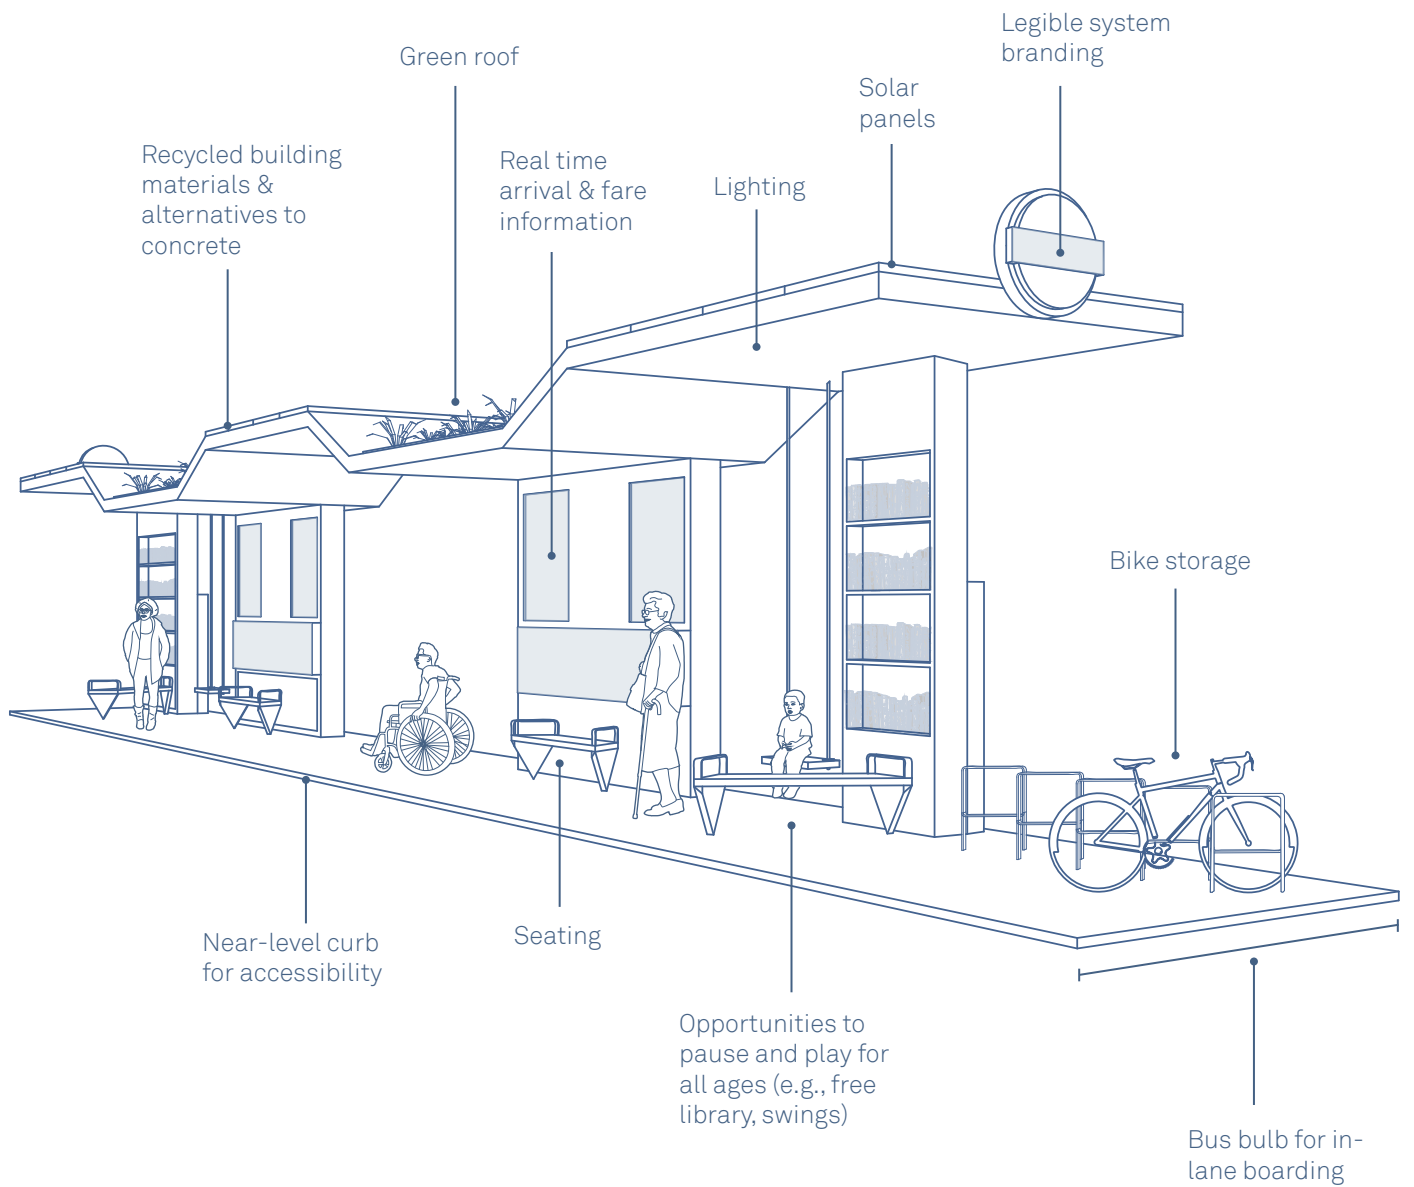 Legible system
branding
Green roof
Solar
panels
Recycled building
materials &
alternatives to
concrete
Real time
arrival & fare
information
Lighting
Bike storage
Near-level curb
for accessibility
Seating
Opportunities to
pause and play for
all ages (e.g., free
library, swings)
Bus bulb for in-
lane boarding